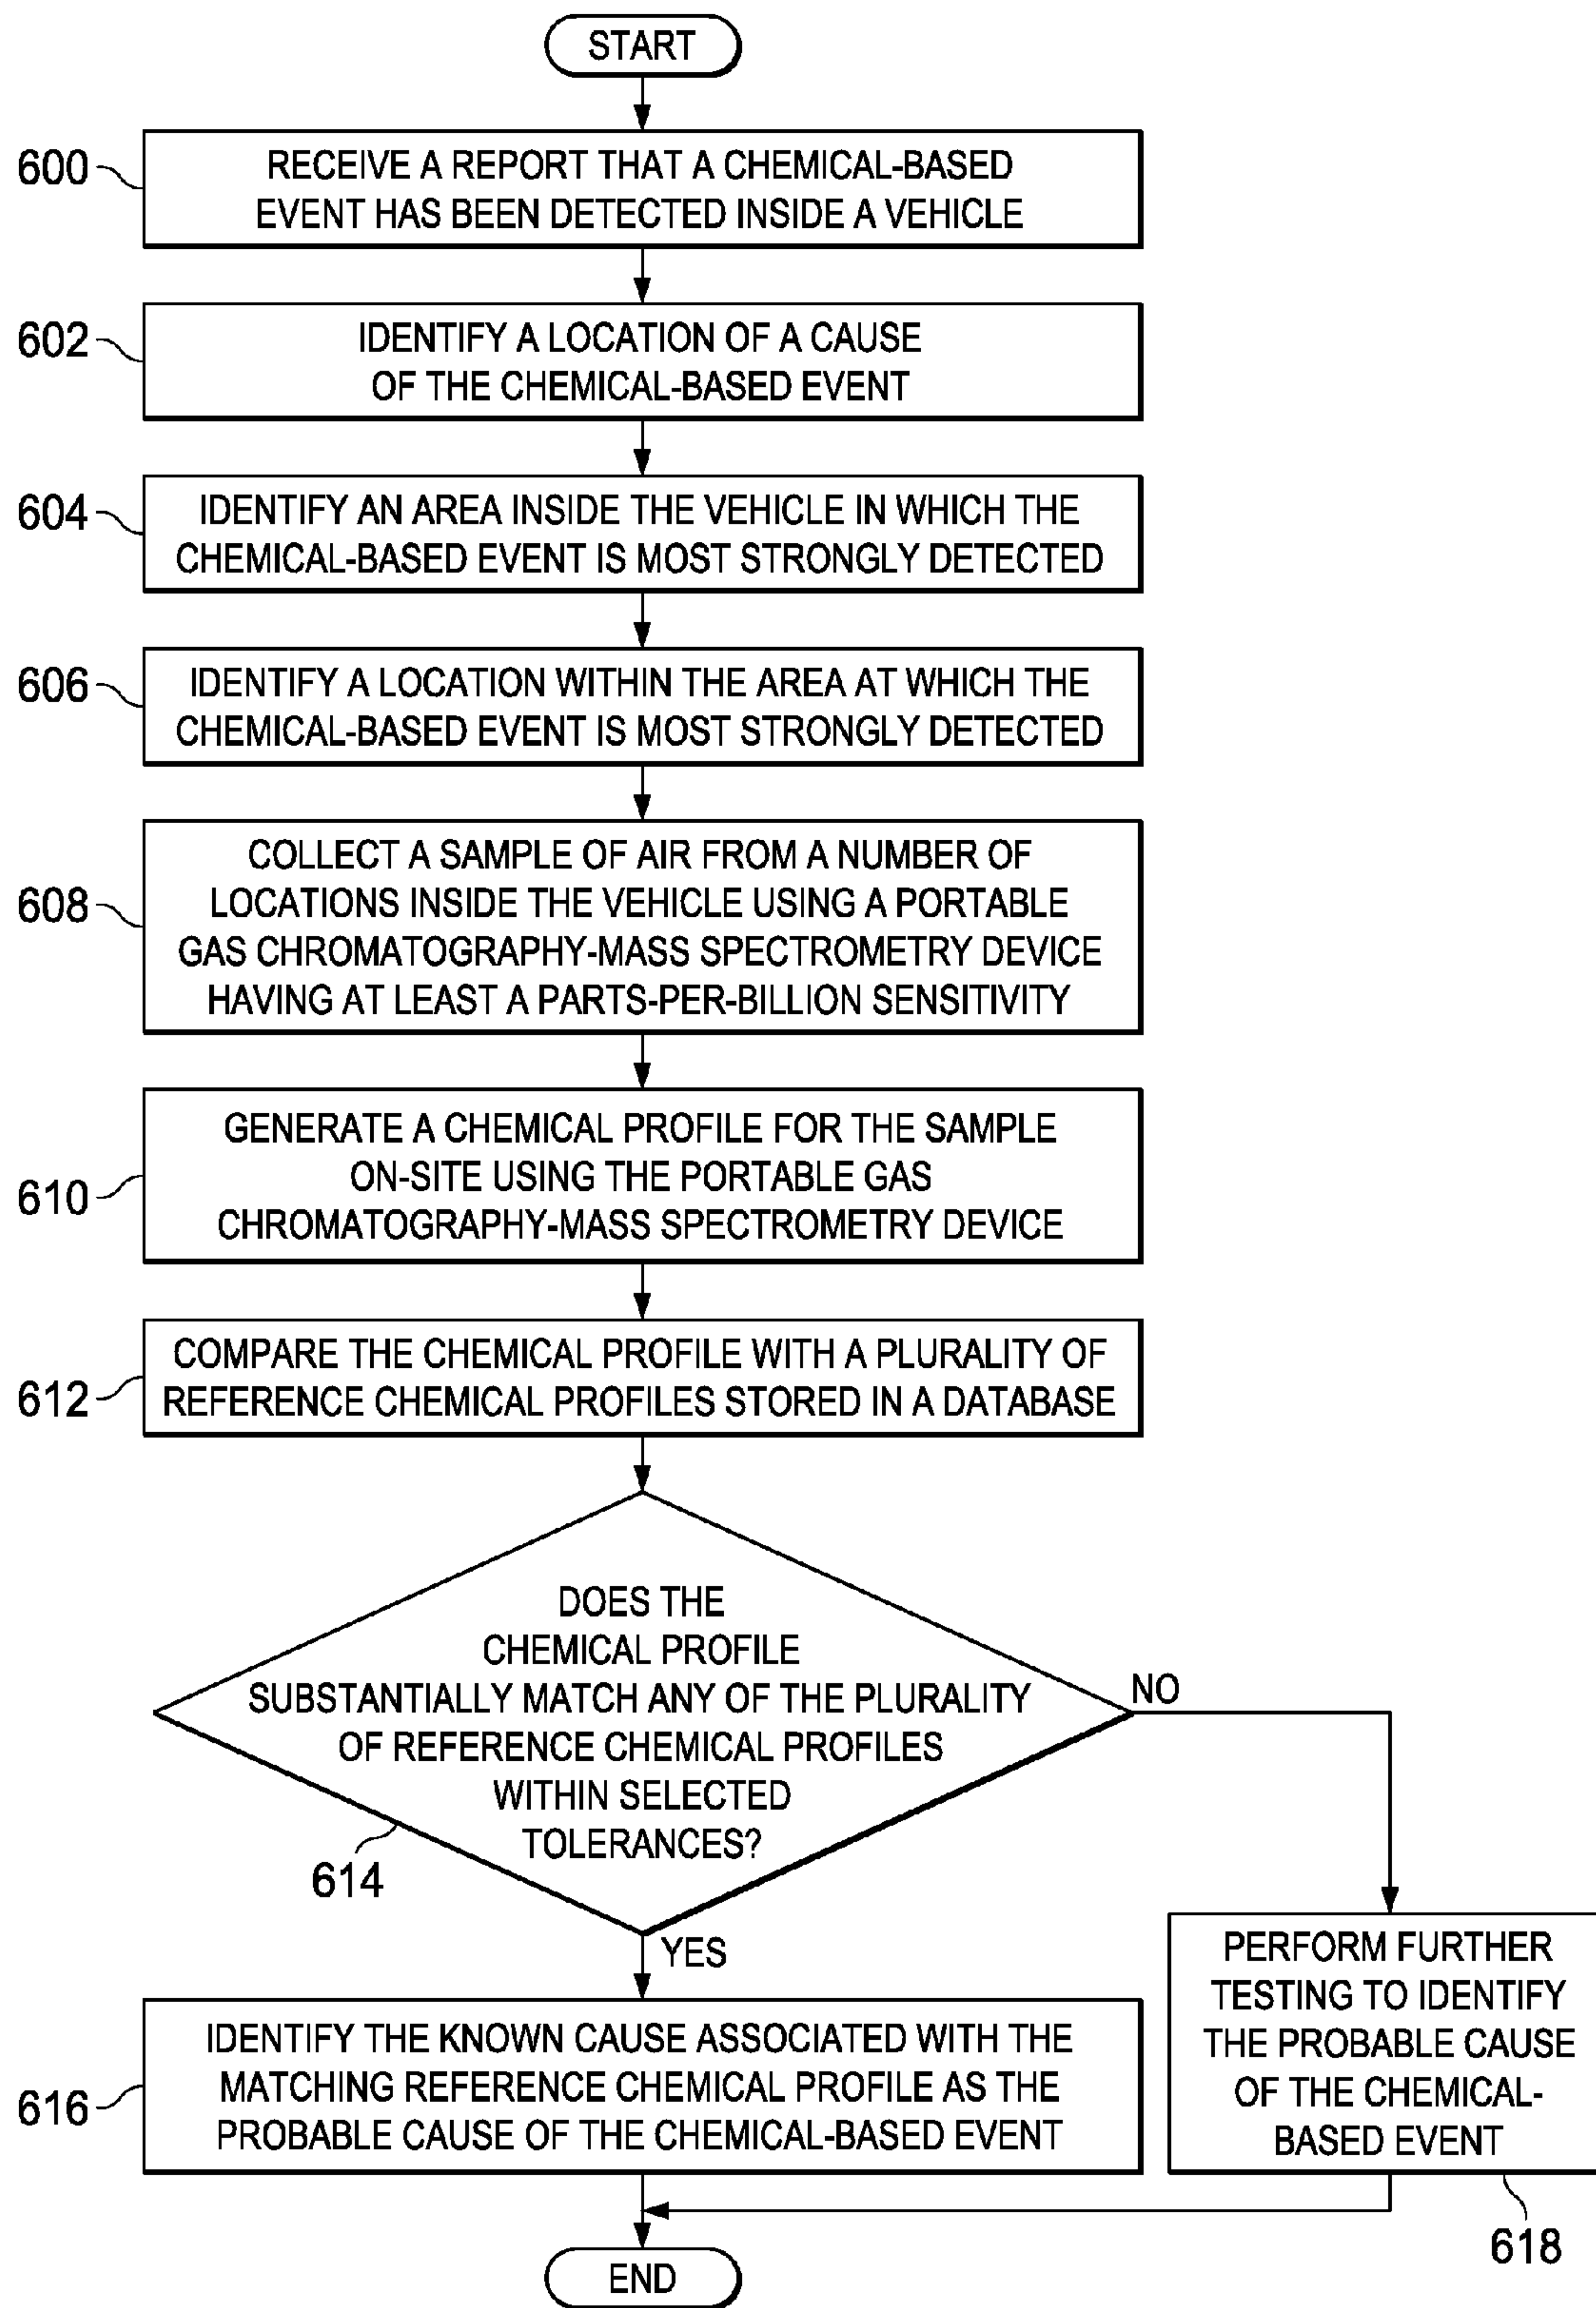 START
600
RECEIVE A REPORT THAT A CHEMICAL-BASED
EVENT HAS BEEN DETECTED INSIDE A VEHICLE
602
IDENTIFY A LOCATION OF A CAUSE
OF THE CHEMICAL-BASED EVENT
604
IDENTIFY AN AREA INSIDE THE VEHICLE IN WHICH THE
CHEMICAL-BASED EVENT IS MOST STRONGLY DETECTED
606
IDENTIFY A LOCATION WITHIN THE AREA AT WHICH THE
CHEMICAL-BASED EVENT IS MOST STRONGLY DETECTED
608
COLLECT A SAMPLE OF AIR FROM A NUMBER OF
LOCATIONS INSIDE THE VEHICLE USING A PORTABLE
GAS CHROMATOGRAPHY-MASS SPECTROMETRY DEVICE
HAVING AT LEAST A PARTS-PER-BILLION SENSITIVITY
610
GENERATE A CHEMICAL PROFILE FOR THE SAMPLE
ON-SITE USING THE PORTABLE GAS
CHROMATOGRAPHY-MASS SPECTROMETRY DEVICE
612
COMPARE THE CHEMICAL PROFILE WITH A PLURALITY OF
REFERENCE CHEMICAL PROFILES STORED IN A DATABASE
DOES THE
CHEMICAL PROFILE
SUBSTANTIALLY MATCH ANY OF THE PLURALITY
OF REFERENCE CHEMICAL PROFILES
WITHIN SELECTED
TOLERANCES?
614
NO
YES
616
IDENTIFY THE KNOWN CAUSE ASSOCIATED WITH THE
MATCHING REFERENCE CHEMICAL PROFILE AS THE
PROBABLE CAUSE OF THE CHEMICAL-BASED EVENT
PERFORM FURTHER
TESTING TO IDENTIFY
THE PROBABLE CAUSE
OF THE CHEMICAL-
BASED EVENT
618
END